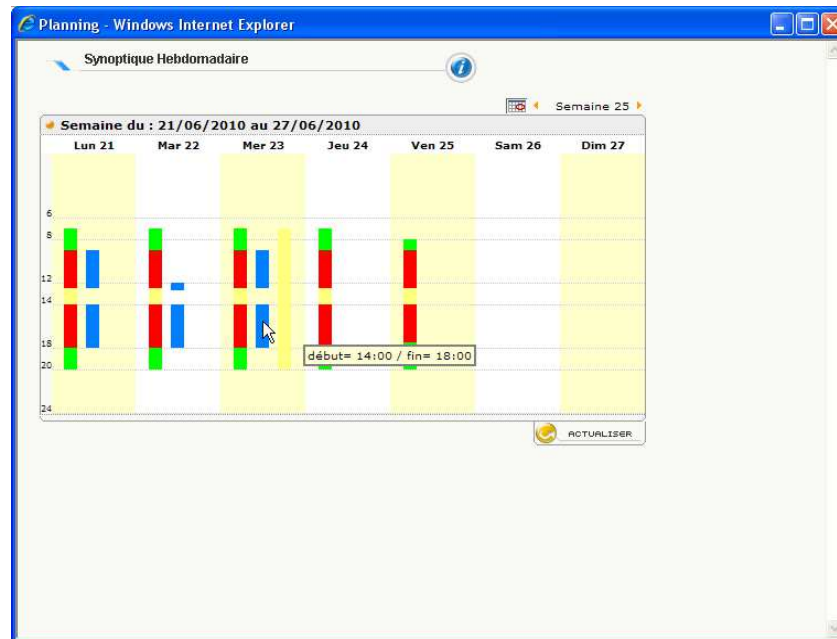 Planning - Windows Internet Explorer
Synoptique Hebdomadaire
Semaine 25
Semaine du : 21/06/2010 au 27/06/2010
Lun 21 Mar 22 Mer 23 Jeu 24 Ven 25 Sam 26 Dim 27
6
8
12
14
18
début= 14:00 / fin= 18:00
20
24
ACTUALISER